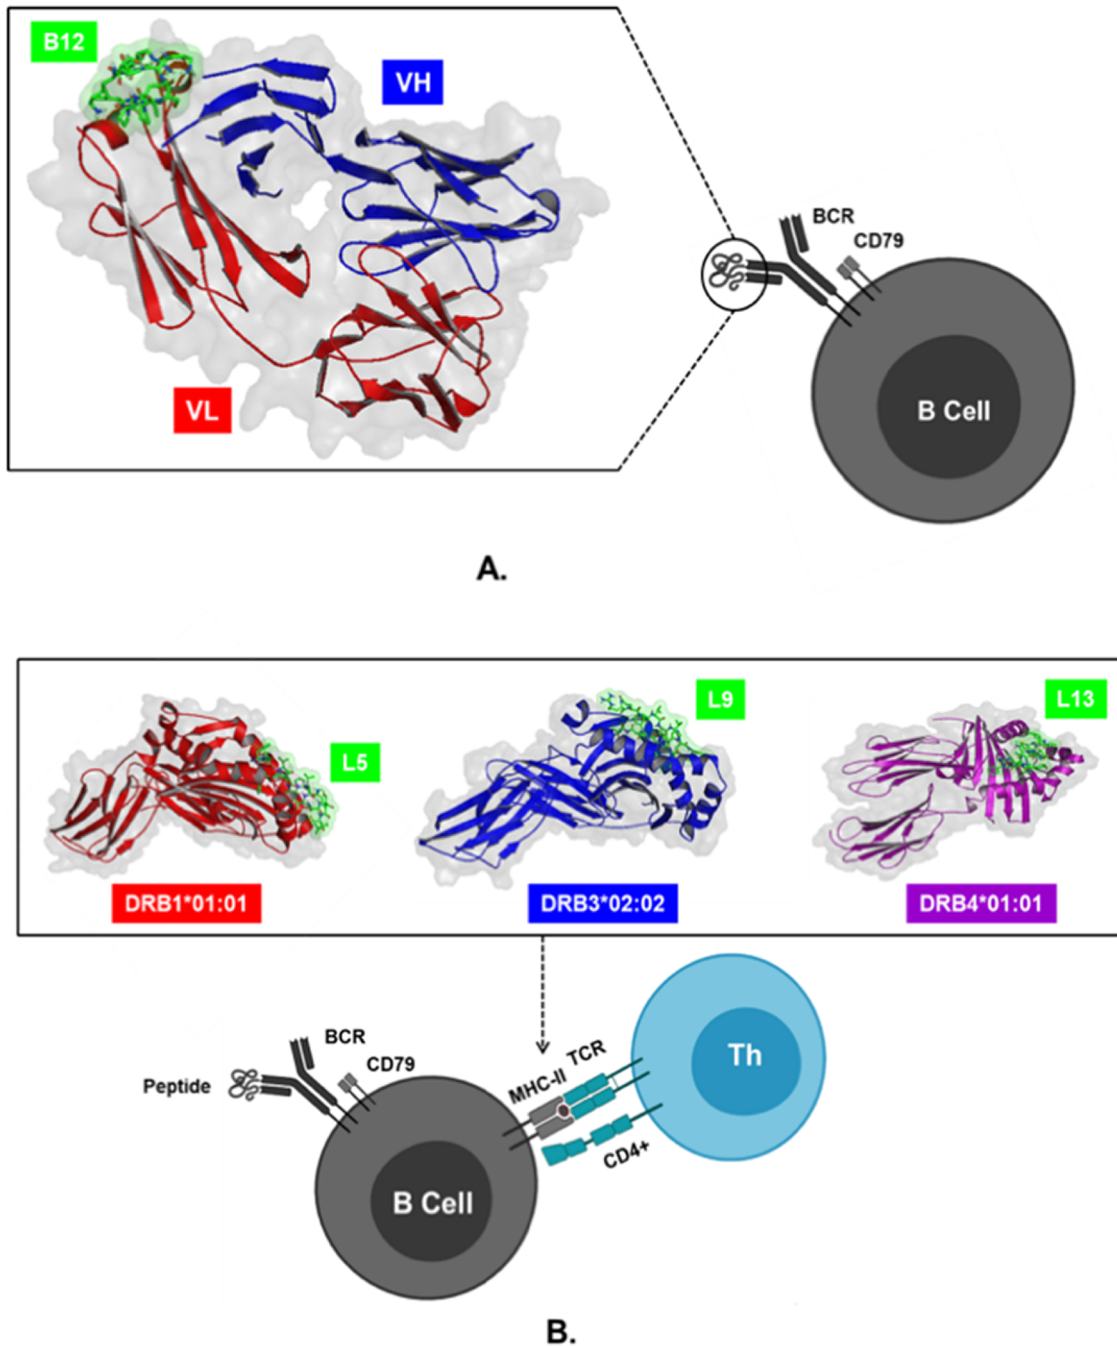 B12
VH
VL
BCR
CD79
B Cell
A.
L5
L9
L13
DRB1*01:01
DRB3*02:02
DRB4*01:01
BCR
CD79
Peptide
MHC-II
TCR
Th
CD4+
B Cell
B.